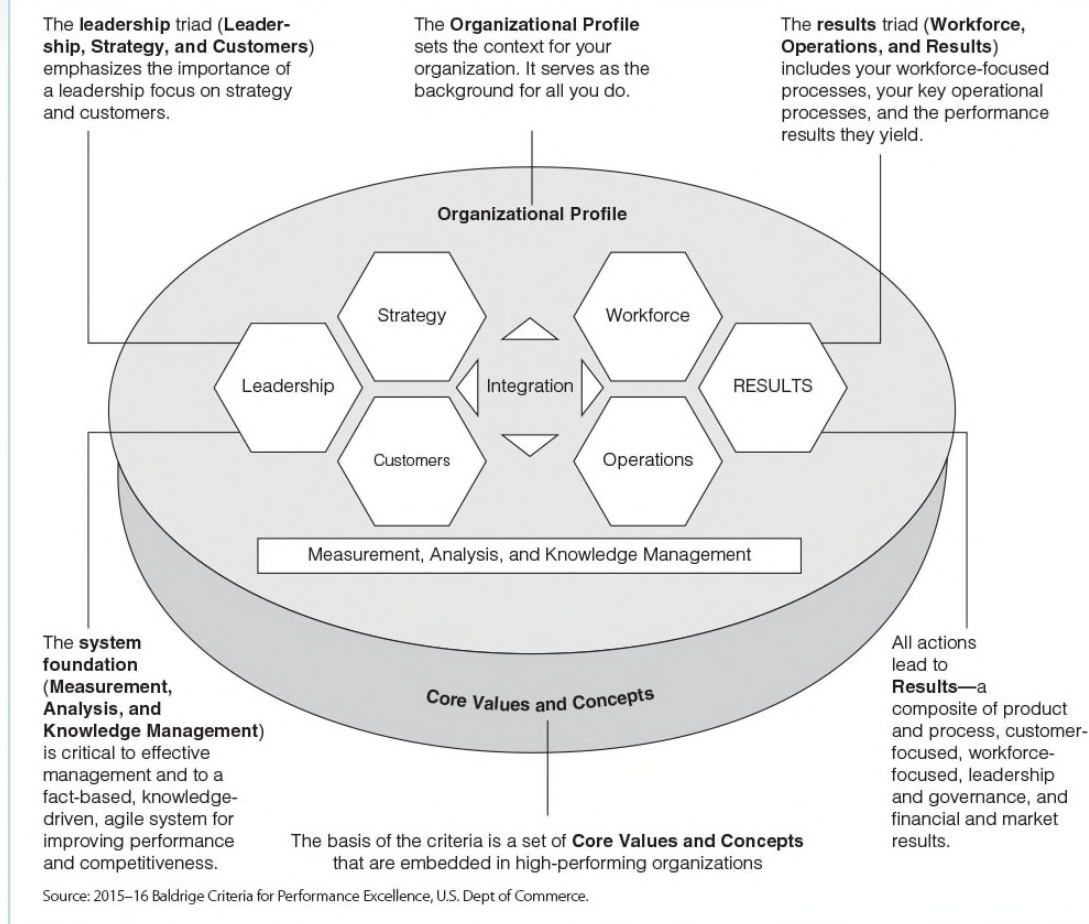 The leadership triad (Leader-
ship, Strategy, and Customers)
emphasizes the importance of
a leadership focus on strategy
and customers.
The Organizational Profile
sets the context for your
organization. It serves as the
background for all you do.
The results triad (Workforce,
Operations, and Results)
includes your workforce-focused
processes, your key operational
processes, and the performance
results they yield.
Organizational Profile
Strategy
Workforce
Leadership
Integration
RESULTS
Customers
Operations
Measurement, Analysis, and Knowledge Management
Core Values and Concepts
The system
foundation
(Measurement,
Analysis, and
Knowledge Management)
is critical to effective
management and to a
fact-based, knowledge-
driven, agile system for
improving performance
and competitiveness.
The basis of the criteria is a set of Core Values and Concepts
that are embedded in high-performing organizations
All actions
lead to
Results—a
composite of product
and process, customer-
focused, workforce-
focused, leadership
and governance, and
financial and market
results.
Source: 2015–16 Baldrige Criteria for Performance Excellence, U.S. Dept of Commerce.